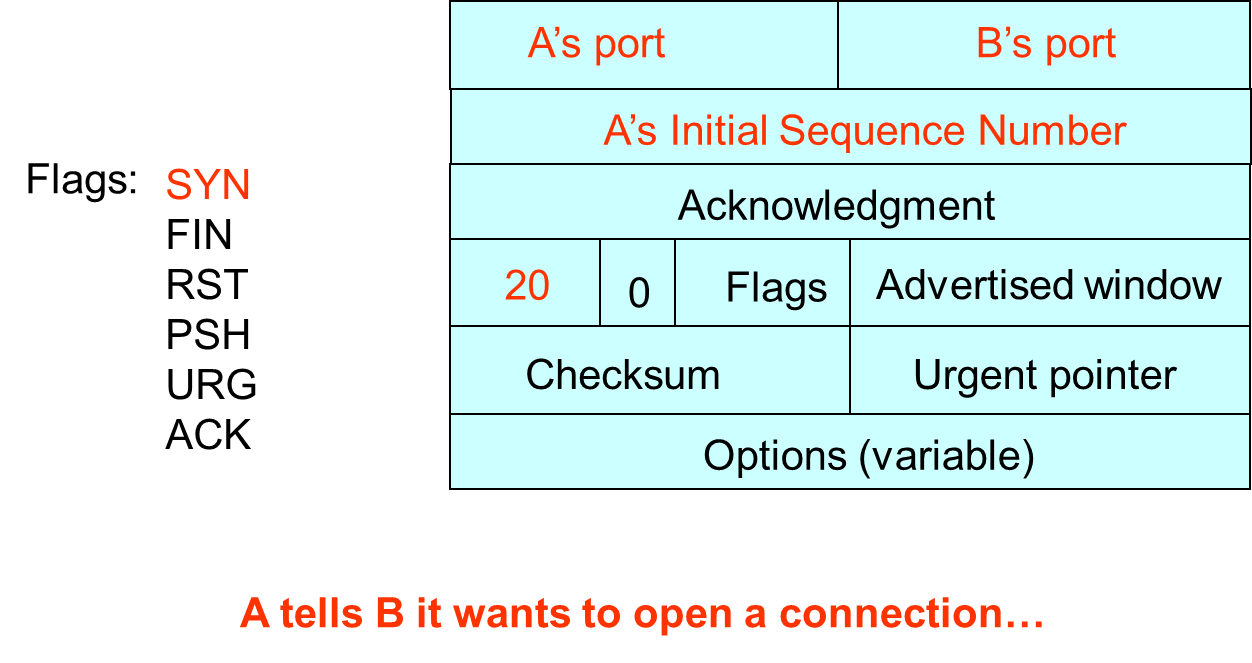 A's port B's port
A's Initial Sequence Number
Flags: SYN
FIN
RST
PSH
URG
ACK
Acknowledgment
20 0 Flags Advertised window
Checksum Urgent pointer
Options (variable)
A tells B it wants to open a connection…